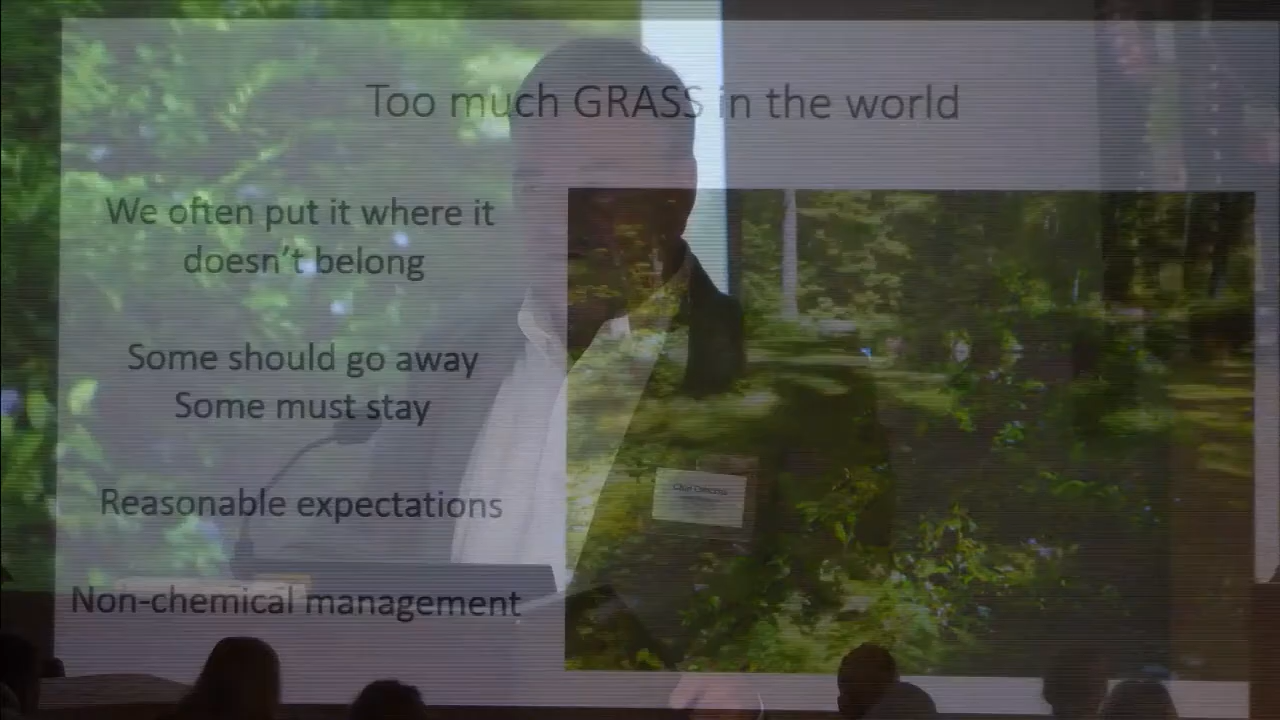 Too much GRASS in the world
We often put it where it
doesn't belong
Some should go away
Some must stay
Reasonable expectations
Non-chemical management